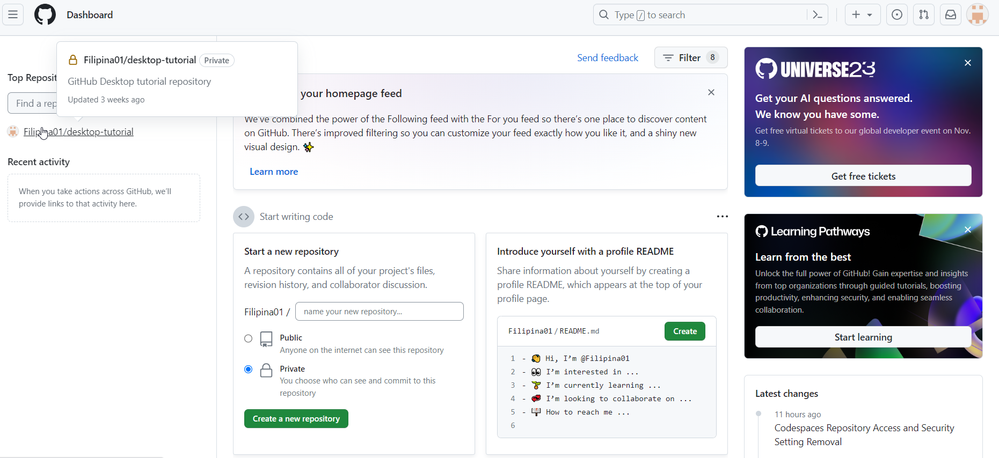 Dashboard
Type / to search
Filipina01/desktop-tutorial Private
GitHub Desktop tutorial repository
Updated 3 weeks ago
Top Reposit
Find a rep
Filipina01/desktop-tutorial
Recent activity
When you take actions across GitHub, we'll
provide links to that activity here.
Send feedback
Filter 8
your homepage feed
We've combined the power of the Following feed with the For you feed so there's one place to discover content
on GitHub. There's improved filtering so you can customize your feed exactly how you like it, and a shiny new
visual design. ✨
Learn more
Start writing code
Start a new repository
A repository contains all of your project's files,
revision history, and collaborator discussion.
Filipina01 / name your new repository...
Public
Anyone on the internet can see this repository
Private
You choose who can see and commit to this
repository
Create a new repository
Introduce yourself with a profile README
Share information about yourself by creating a
profile README, which appears at the top of your
profile page.
Filipina01 / README.md Create
1 - 👋 Hi, I’m @Filipina01
2 - 👀 I’m interested in ...
3 - 🌱 I’m currently learning ...
4 - 💞️ I’m looking to collaborate on ...
5 - 📫 How to reach me ...
6
UNIVERSE23
Get your AI questions answered.
We know you have some.
Get free virtual tickets to our global developer event on Nov.
8-9.
Get free tickets
Learning Pathways
Learn from the best
Unlock the full power of GitHub! Gain expertise and insights
from top organizations through guided tutorials, boosting
productivity, enhancing security, and enabling seamless
collaboration.
Start learning
Latest changes
11 hours ago
Codespaces Repository Access and Security
Setting Removal